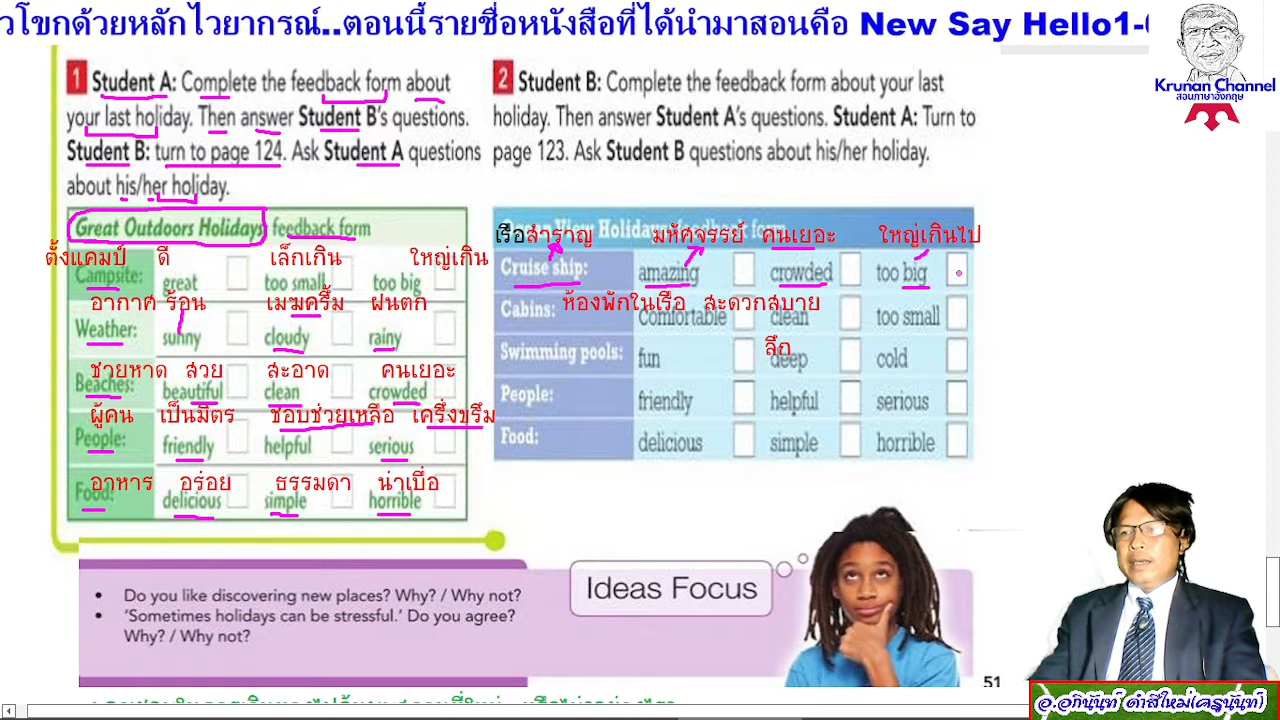 วโขกด้วยหลักไวยากรณ์..ตอนนี้รายชื่อหนังสือที่ได้นำมาสอนคือ New Say Hello1-6
Krunan Channel
สอนภาษาอังกฤษ
1 Student A: Complete the feedback form about
your last holiday. Then answer Student B's questions.
Student B: turn to page 124. Ask Student A questions
about his/her holiday.
2 Student B: Complete the feedback form about your last
holiday. Then answer Student A's questions. Student A: Turn to
page 123. Ask Student B questions about his/her holiday.
Great Outdoors Holidays feedback form
ตั้งแคมป์ ดี เล็กเกิน ใหญ่เกิน
Campsite: great too small too big
อากาศ ร้อน เมฆครึ้ม ฝนตก
Weather: sunny cloudy rainy
ชายหาด สวย สะอาด คนเยอะ
Beaches: beautiful clean crowded
ผู้คน เป็นมิตร ชอบช่วยเหลือ เคร่งขรึม
People: friendly helpful serious
อาหาร อร่อย ธรรมดา น่าเบื่อ
Food: delicious simple horrible
View Holidays feedback form
เรือสำราญ มหัศจรรย์ คนเยอะ ใหญ่เกินไป
Cruise ship: amazing crowded too big
ห้องพักในเรือ สะดวกสบาย
Cabins: Comfortable clean too small
ลึก
Swimming pools: fun deep cold
People: friendly helpful serious
Food: delicious simple horrible
Ideas Focus
• Do you like discovering new places? Why? / Why not?
• 'Sometimes holidays can be stressful.' Do you agree?
Why? / Why not?
51